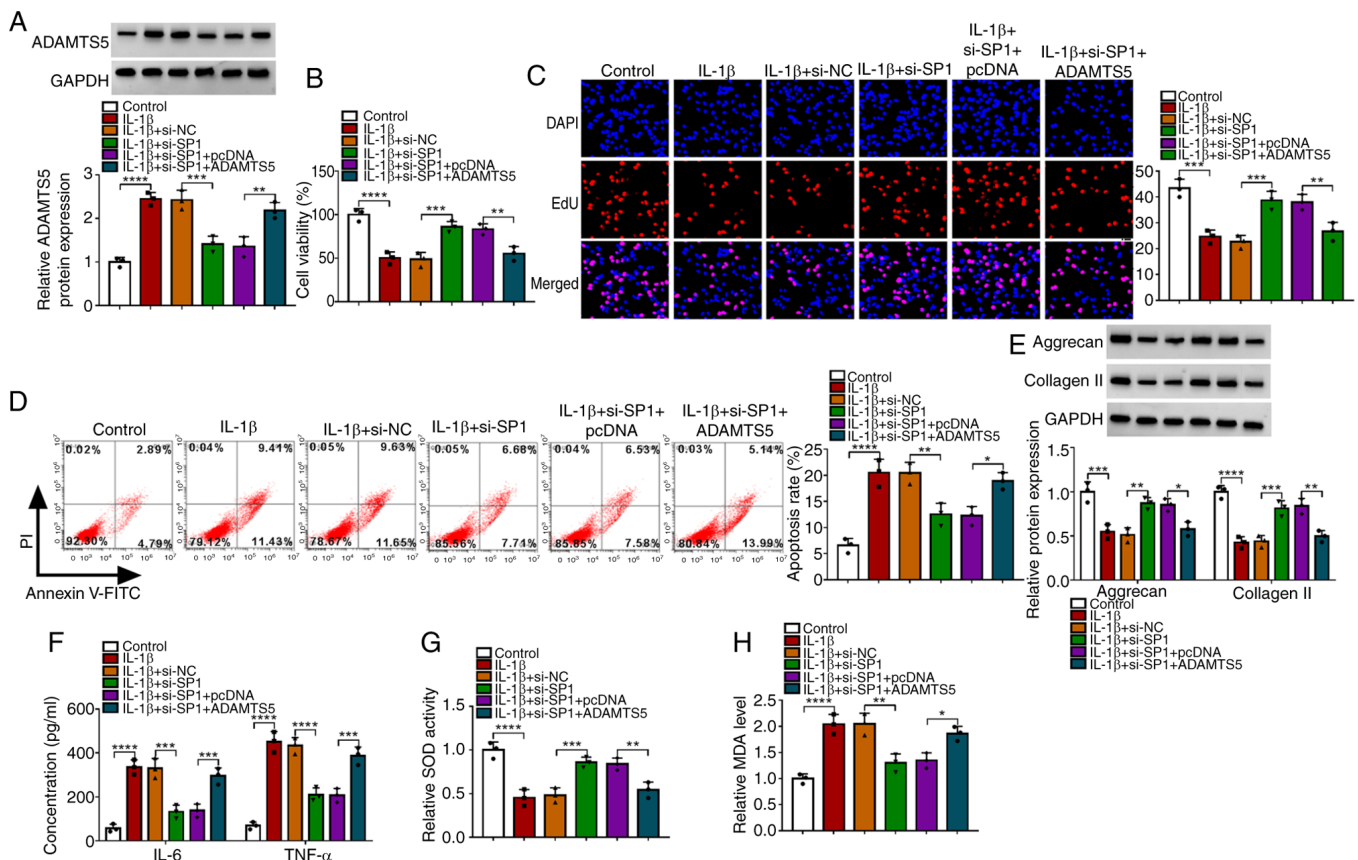 A
ADAMTS5
GAPDH
Control
IL-1β
IL-1β+si-NC
IL-1β+si-SP1
IL-1β+si-SP1+pcDNA
IL-1β+si-SP1+ADAMTS5
Relative ADAMTS5
protein expression
3
2
1
0
**** *** **
B
Control
IL-1β
IL-1β+si-NC
IL-1β+si-SP1
IL-1β+si-SP1+pcDNA
IL-1β+si-SP1+ADAMTS5
Cell viability (%)
150
100
50
0
**** *** **
C
Control
IL-1β
IL-1β+si-NC
IL-1β+si-SP1
IL-1β+
si-SP1+
pcDNA
IL-1β+si-SP1+
ADAMTS5
DAPI
EdU
Merged
Control
IL-1β
IL-1β+si-NC
IL-1β+si-SP1
IL-1β+si-SP1+pcDNA
IL-1β+si-SP1+ADAMTS5
50
40
30
20
10
0
*** *** **
D
Control
IL-1β
IL-1β+si-NC
IL-1β+si-SP1
IL-1β+si-SP1+
pcDNA
IL-1β+si-SP1+
ADAMTS5
0.02% 2.89%
92.30% 4.79%
0.04% 9.41%
79.12% 11.43%
0.05% 9.63%
78.67% 11.65%
0.05% 6.68%
85.56% 7.74%
0.04% 6.53%
85.85% 7.58%
0.03% 5.14%
80.84% 13.99%
PI
Annexin V-FITC
Control
IL-1β
IL-1β+si-NC
IL-1β+si-SP1
IL-1β+si-SP1+pcDNA
IL-1β+si-SP1+ADAMTS5
Apoptosis rate (%)
25
20
15
10
5
0
**** ** *
E
Aggrecan
Collagen II
GAPDH
Relative protein expression
1.5
1.0
0.5
0.0
*** ** * **** *** **
Aggrecan Collagen II
Control
IL-1β
IL-1β+si-NC
IL-1β+si-SP1
IL-1β+si-SP1+pcDNA
IL-1β+si-SP1+ADAMTS5
F
Control
IL-1β
IL-1β+si-NC
IL-1β+si-SP1
IL-1β+si-SP1+pcDNA
IL-1β+si-SP1+ADAMTS5
Concentration (pg/ml)
600
400
200
0
**** *** *** **** **** ***
IL-6 TNF-α
G
Control
IL-1β
IL-1β+si-NC
IL-1β+si-SP1
IL-1β+si-SP1+pcDNA
IL-1β+si-SP1+ADAMTS5
Relative SOD activity
1.5
1.0
0.5
0.0
**** *** **
H
Control
IL-1β
IL-1β+si-NC
IL-1β+si-SP1
IL-1β+si-SP1+pcDNA
IL-1β+si-SP1+ADAMTS5
Relative MDA level
2.5
2.0
1.5
1.0
0.5
0.0
**** ** *